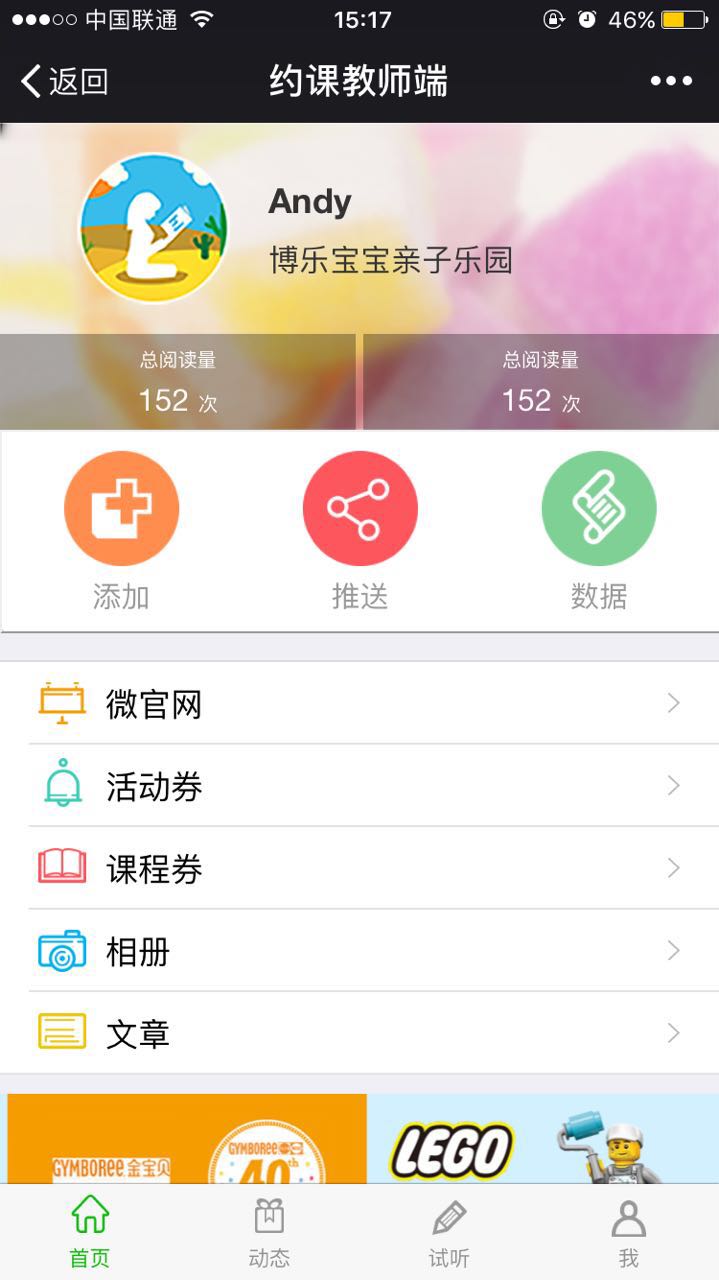 中国联通 15:17 46%
返回 约课教师端
Andy
博乐宝宝亲子乐园
总阅读量 总阅读量
152 次 152 次
添加 推送 数据
微官网
活动券
课程券
相册
文章
GYMBOREE 金宝贝 GYMBOREE 40th LEGO
首页 动态 试听 我